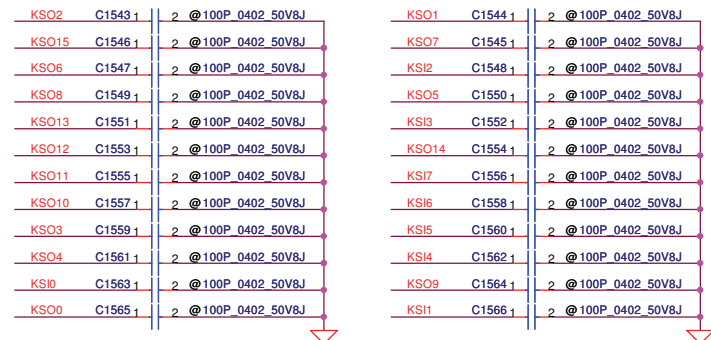 KSO2 C1543 1 2 @100P_0402_50V8J KSO1 C1544 1 2 @100P_0402_50V8J
KSO15 C1546 1 2 @100P_0402_50V8J KSO7 C1545 1 2 @100P_0402_50V8J
KSO6 C1547 1 2 @100P_0402_50V8J KSI2 C1548 1 2 @100P_0402_50V8J
KSO8 C1549 1 2 @100P_0402_50V8J KSO5 C1550 1 2 @100P_0402_50V8J
KSO13 C1551 1 2 @100P_0402_50V8J KSI3 C1552 1 2 @100P_0402_50V8J
KSO12 C1553 1 2 @100P_0402_50V8J KSO14 C1554 1 2 @100P_0402_50V8J
KSO11 C1555 1 2 @100P_0402_50V8J KSI7 C1556 1 2 @100P_0402_50V8J
KSO10 C1557 1 2 @100P_0402_50V8J KSI6 C1558 1 2 @100P_0402_50V8J
KSO3 C1559 1 2 @100P_0402_50V8J KSI5 C1560 1 2 @100P_0402_50V8J
KSO4 C1561 1 2 @100P_0402_50V8J KSI4 C1562 1 2 @100P_0402_50V8J
KSI0 C1563 1 2 @100P_0402_50V8J KSO9 C1564 1 2 @100P_0402_50V8J
KSO0 C1565 1 2 @100P_0402_50V8J KSI1 C1566 1 2 @100P_0402_50V8J